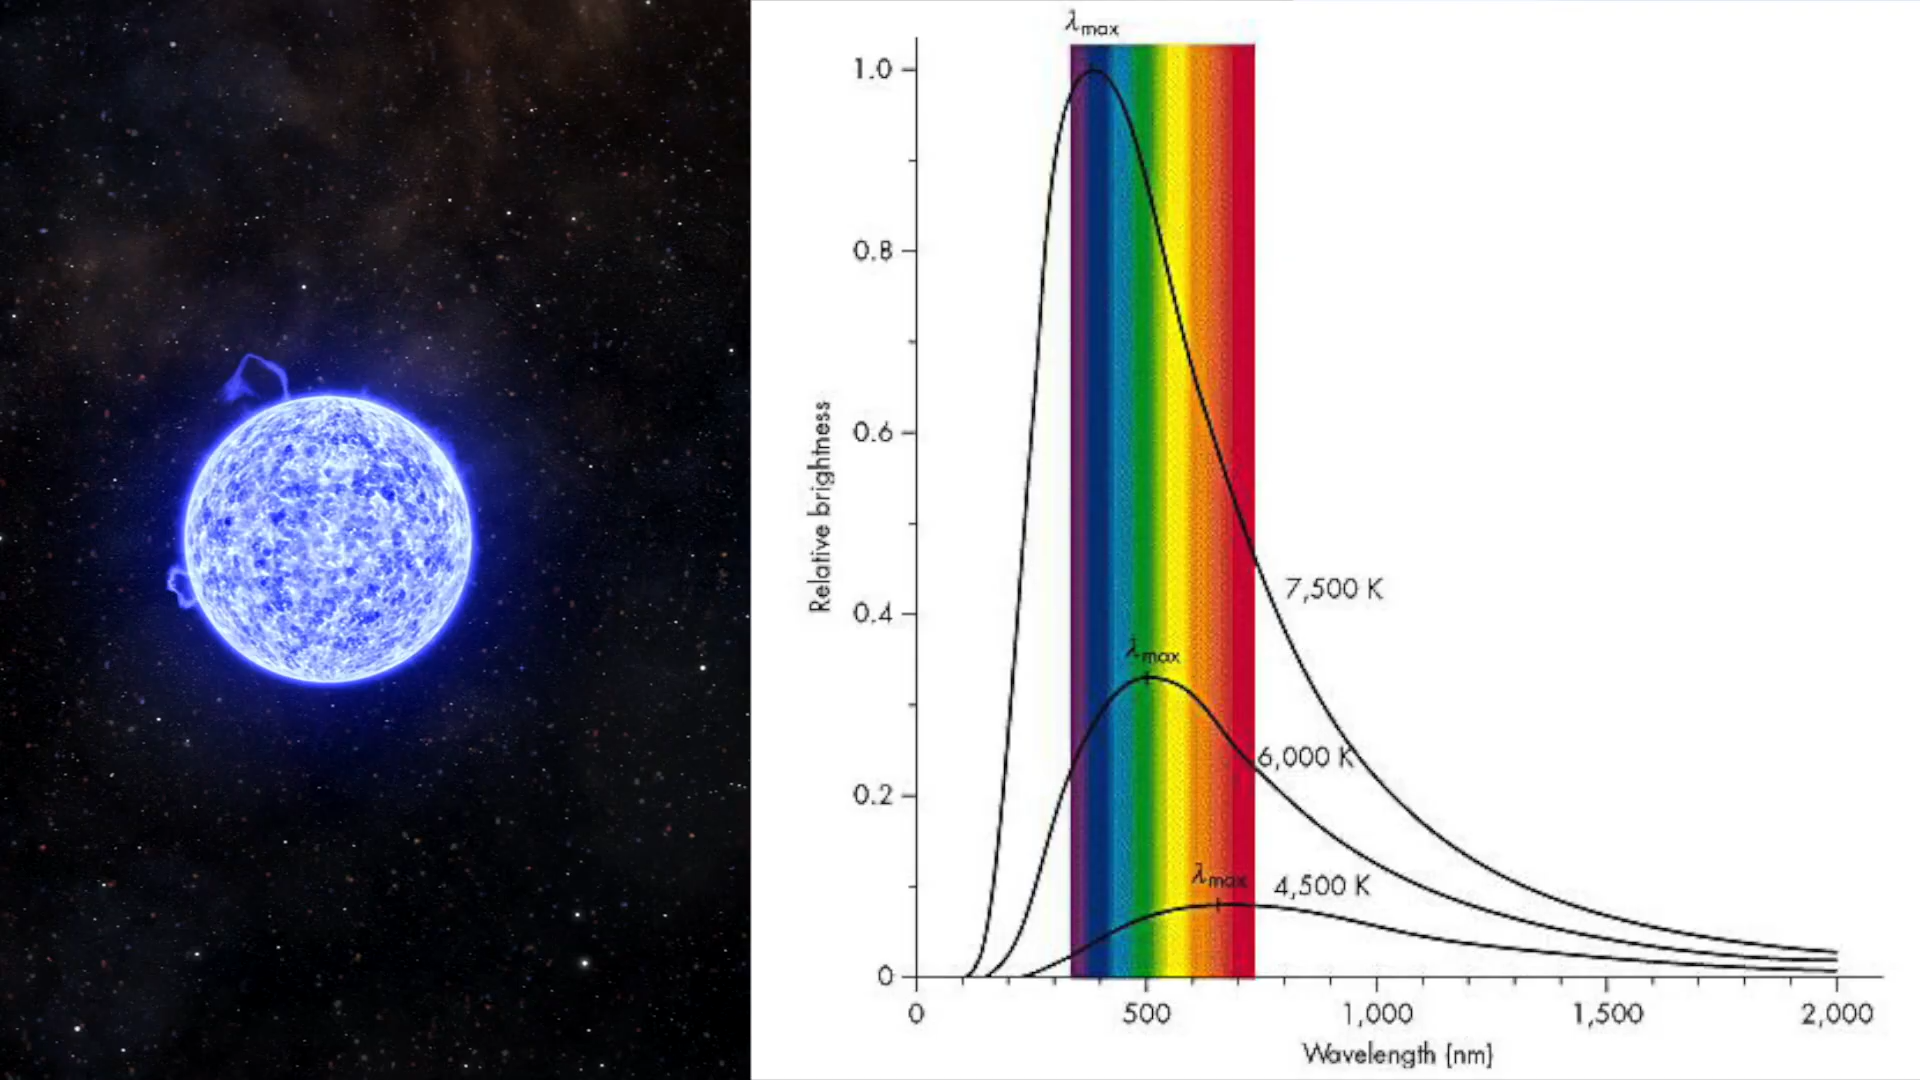 λmax
1.0
0.8
0.6
0.4
0.2
0
Relative brightness
7,500 K
λmax
6,000 K
λmax
4,500 K
0
500
1,000
1,500
2,000
Wavelength (nm)